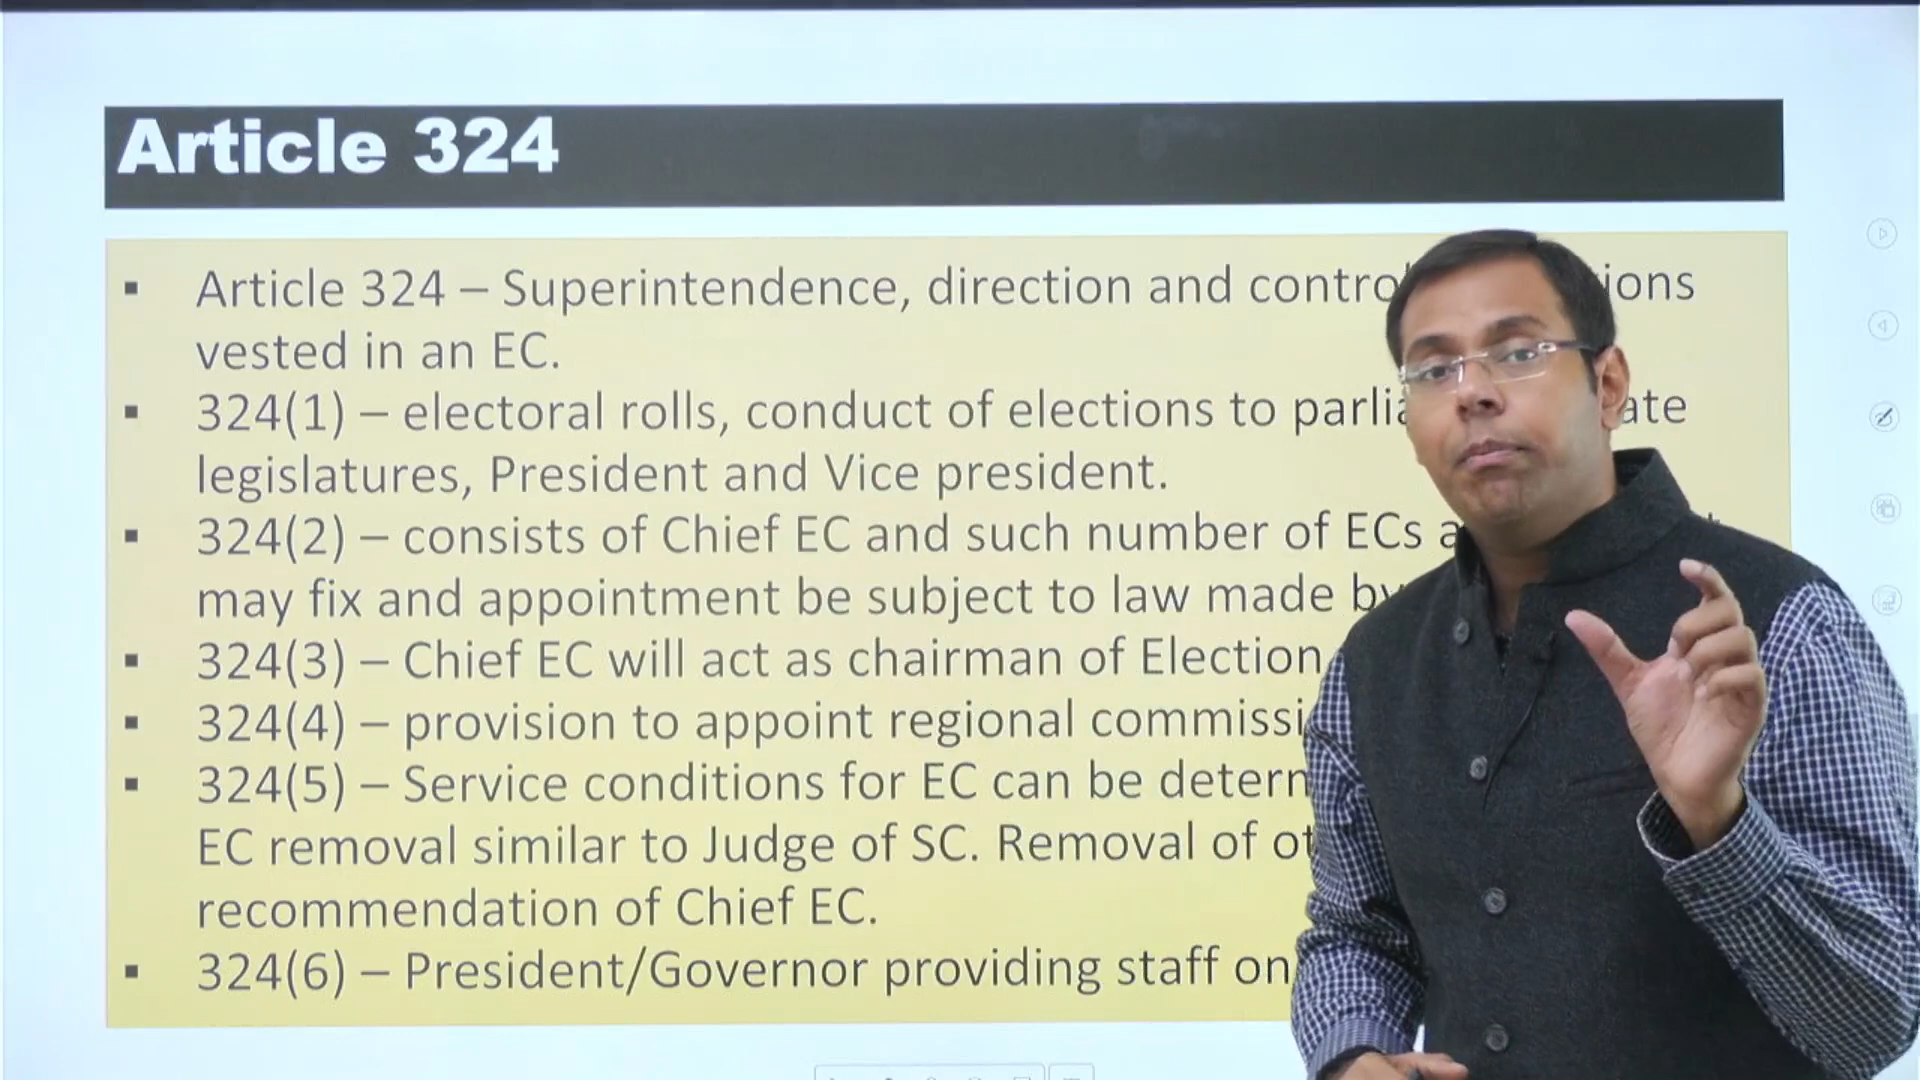 Article 324
▪ Article 324 – Superintendence, direction and contro ions
vested in an EC.
▪ 324(1) – electoral rolls, conduct of elections to parlia ate
legislatures, President and Vice president.
▪ 324(2) – consists of Chief EC and such number of ECs a
may fix and appointment be subject to law made by
▪ 324(3) – Chief EC will act as chairman of Election
▪ 324(4) – provision to appoint regional commissi
▪ 324(5) – Service conditions for EC can be determ
EC removal similar to Judge of SC. Removal of ot
recommendation of Chief EC.
▪ 324(6) – President/Governor providing staff on